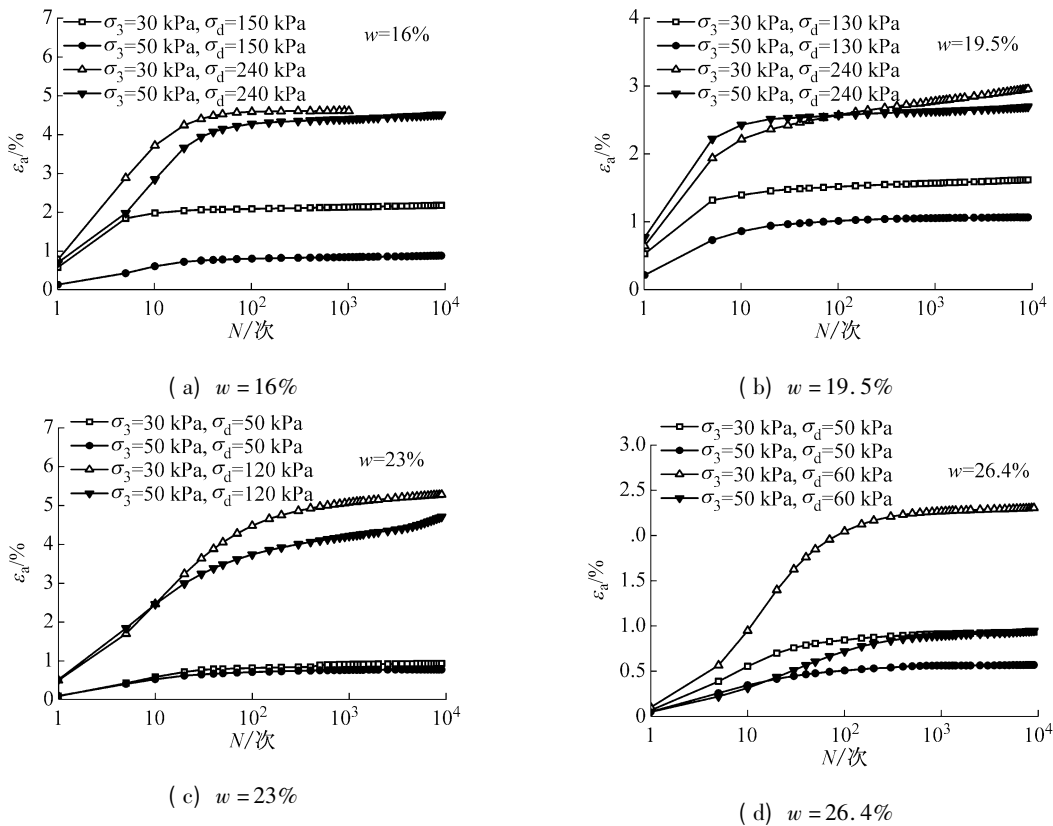 7
6
5
4
3
2
1
0
εa/%
σ3=30 kPa, σd=150 kPa
σ3=50 kPa, σd=150 kPa
σ3=30 kPa, σd=240 kPa
σ3=50 kPa, σd=240 kPa
w=16%
1 10 10² 10³ 10⁴
N/次
( a) w = 16%
4
3
2
1
0
εa/%
σ3=30 kPa, σd=130 kPa
σ3=50 kPa, σd=130 kPa
σ3=30 kPa, σd=240 kPa
σ3=50 kPa, σd=240 kPa
w=19.5%
1 10 10² 10³ 10⁴
N/次
( b) w = 19. 5%
7
6
5
4
3
2
1
0
εa/%
σ3=30 kPa, σd=50 kPa
σ3=50 kPa, σd=50 kPa
σ3=30 kPa, σd=120 kPa
σ3=50 kPa, σd=120 kPa
w=23%
1 10 10² 10³ 10⁴
N/次
( c) w = 23%
3.0
2.5
.0
1.5
1.0
0.5
0
εa/%
σ3=30 kPa, σd=50 kPa
σ3=50 kPa, σd=50 kPa
σ3=30 kPa, σd=60 kPa
σ3=50 kPa, σd=60 kPa
w=26.4%
1 10 10² 10³ 10⁴
N/次
( d) w = 26. 4%